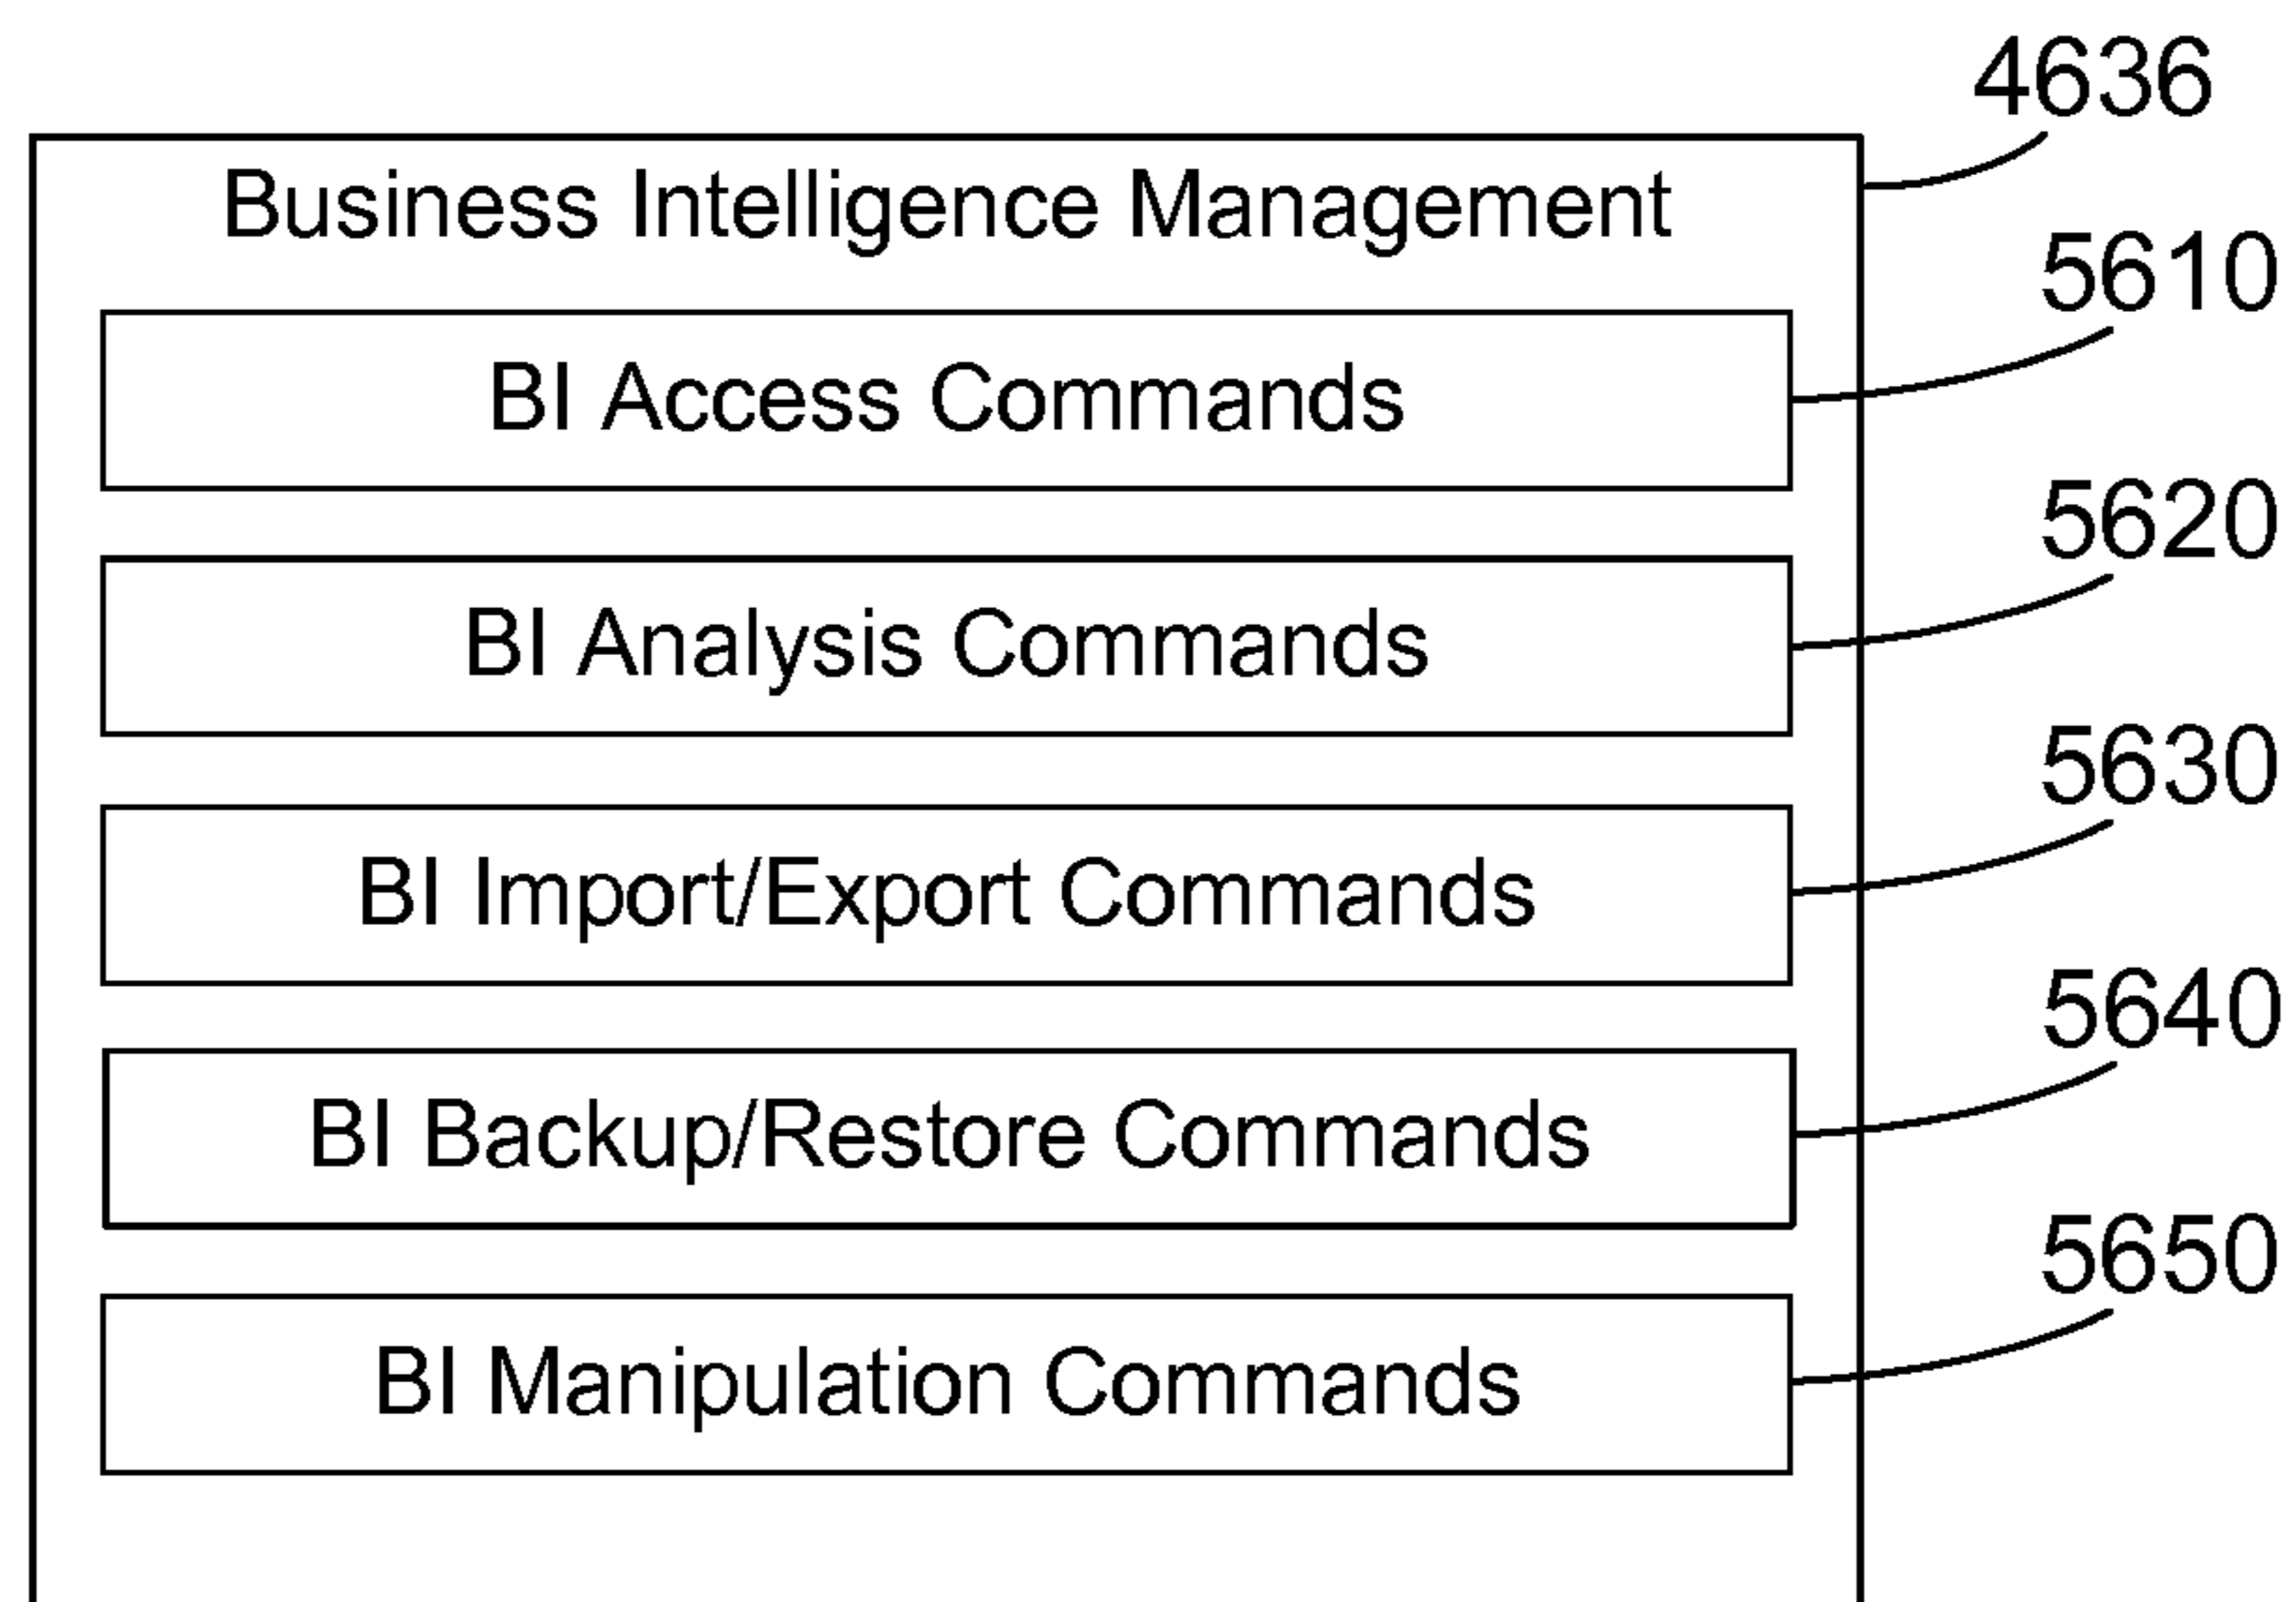 4636
Business Intelligence Management
5610
BI Access Commands
5620
BI Analysis Commands
5630
BI Import/Export Commands
5640
BI Backup/Restore Commands
5650
BI Manipulation Commands